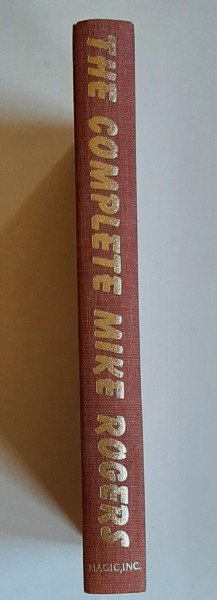 THE COMPLETE MIKE ROGERS
MAGIC, INC.